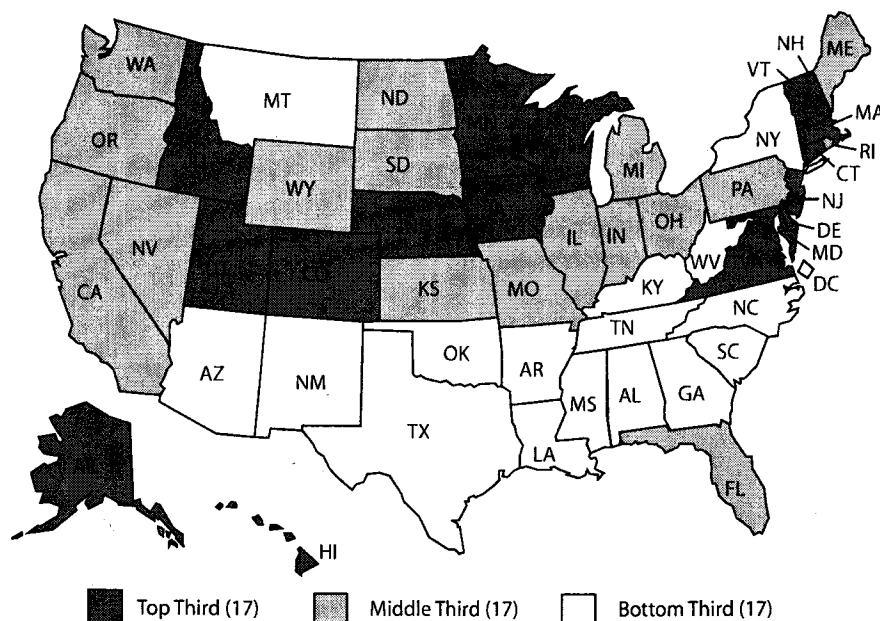 NH
ME
VT
WA
MT
ND
MA
OR
NY
RI
SD
MI
CT
WY
PA
NJ
OH
DE
IL
IN
NV
WV
MD
CA
KS
MO
KY
DC
NC
TN
OK
SC
AZ
NM
AR
MS
AL
GA
TX
LA
FL
HI
Top Third (17)
Middle Third (17)
Bottom Third (17)